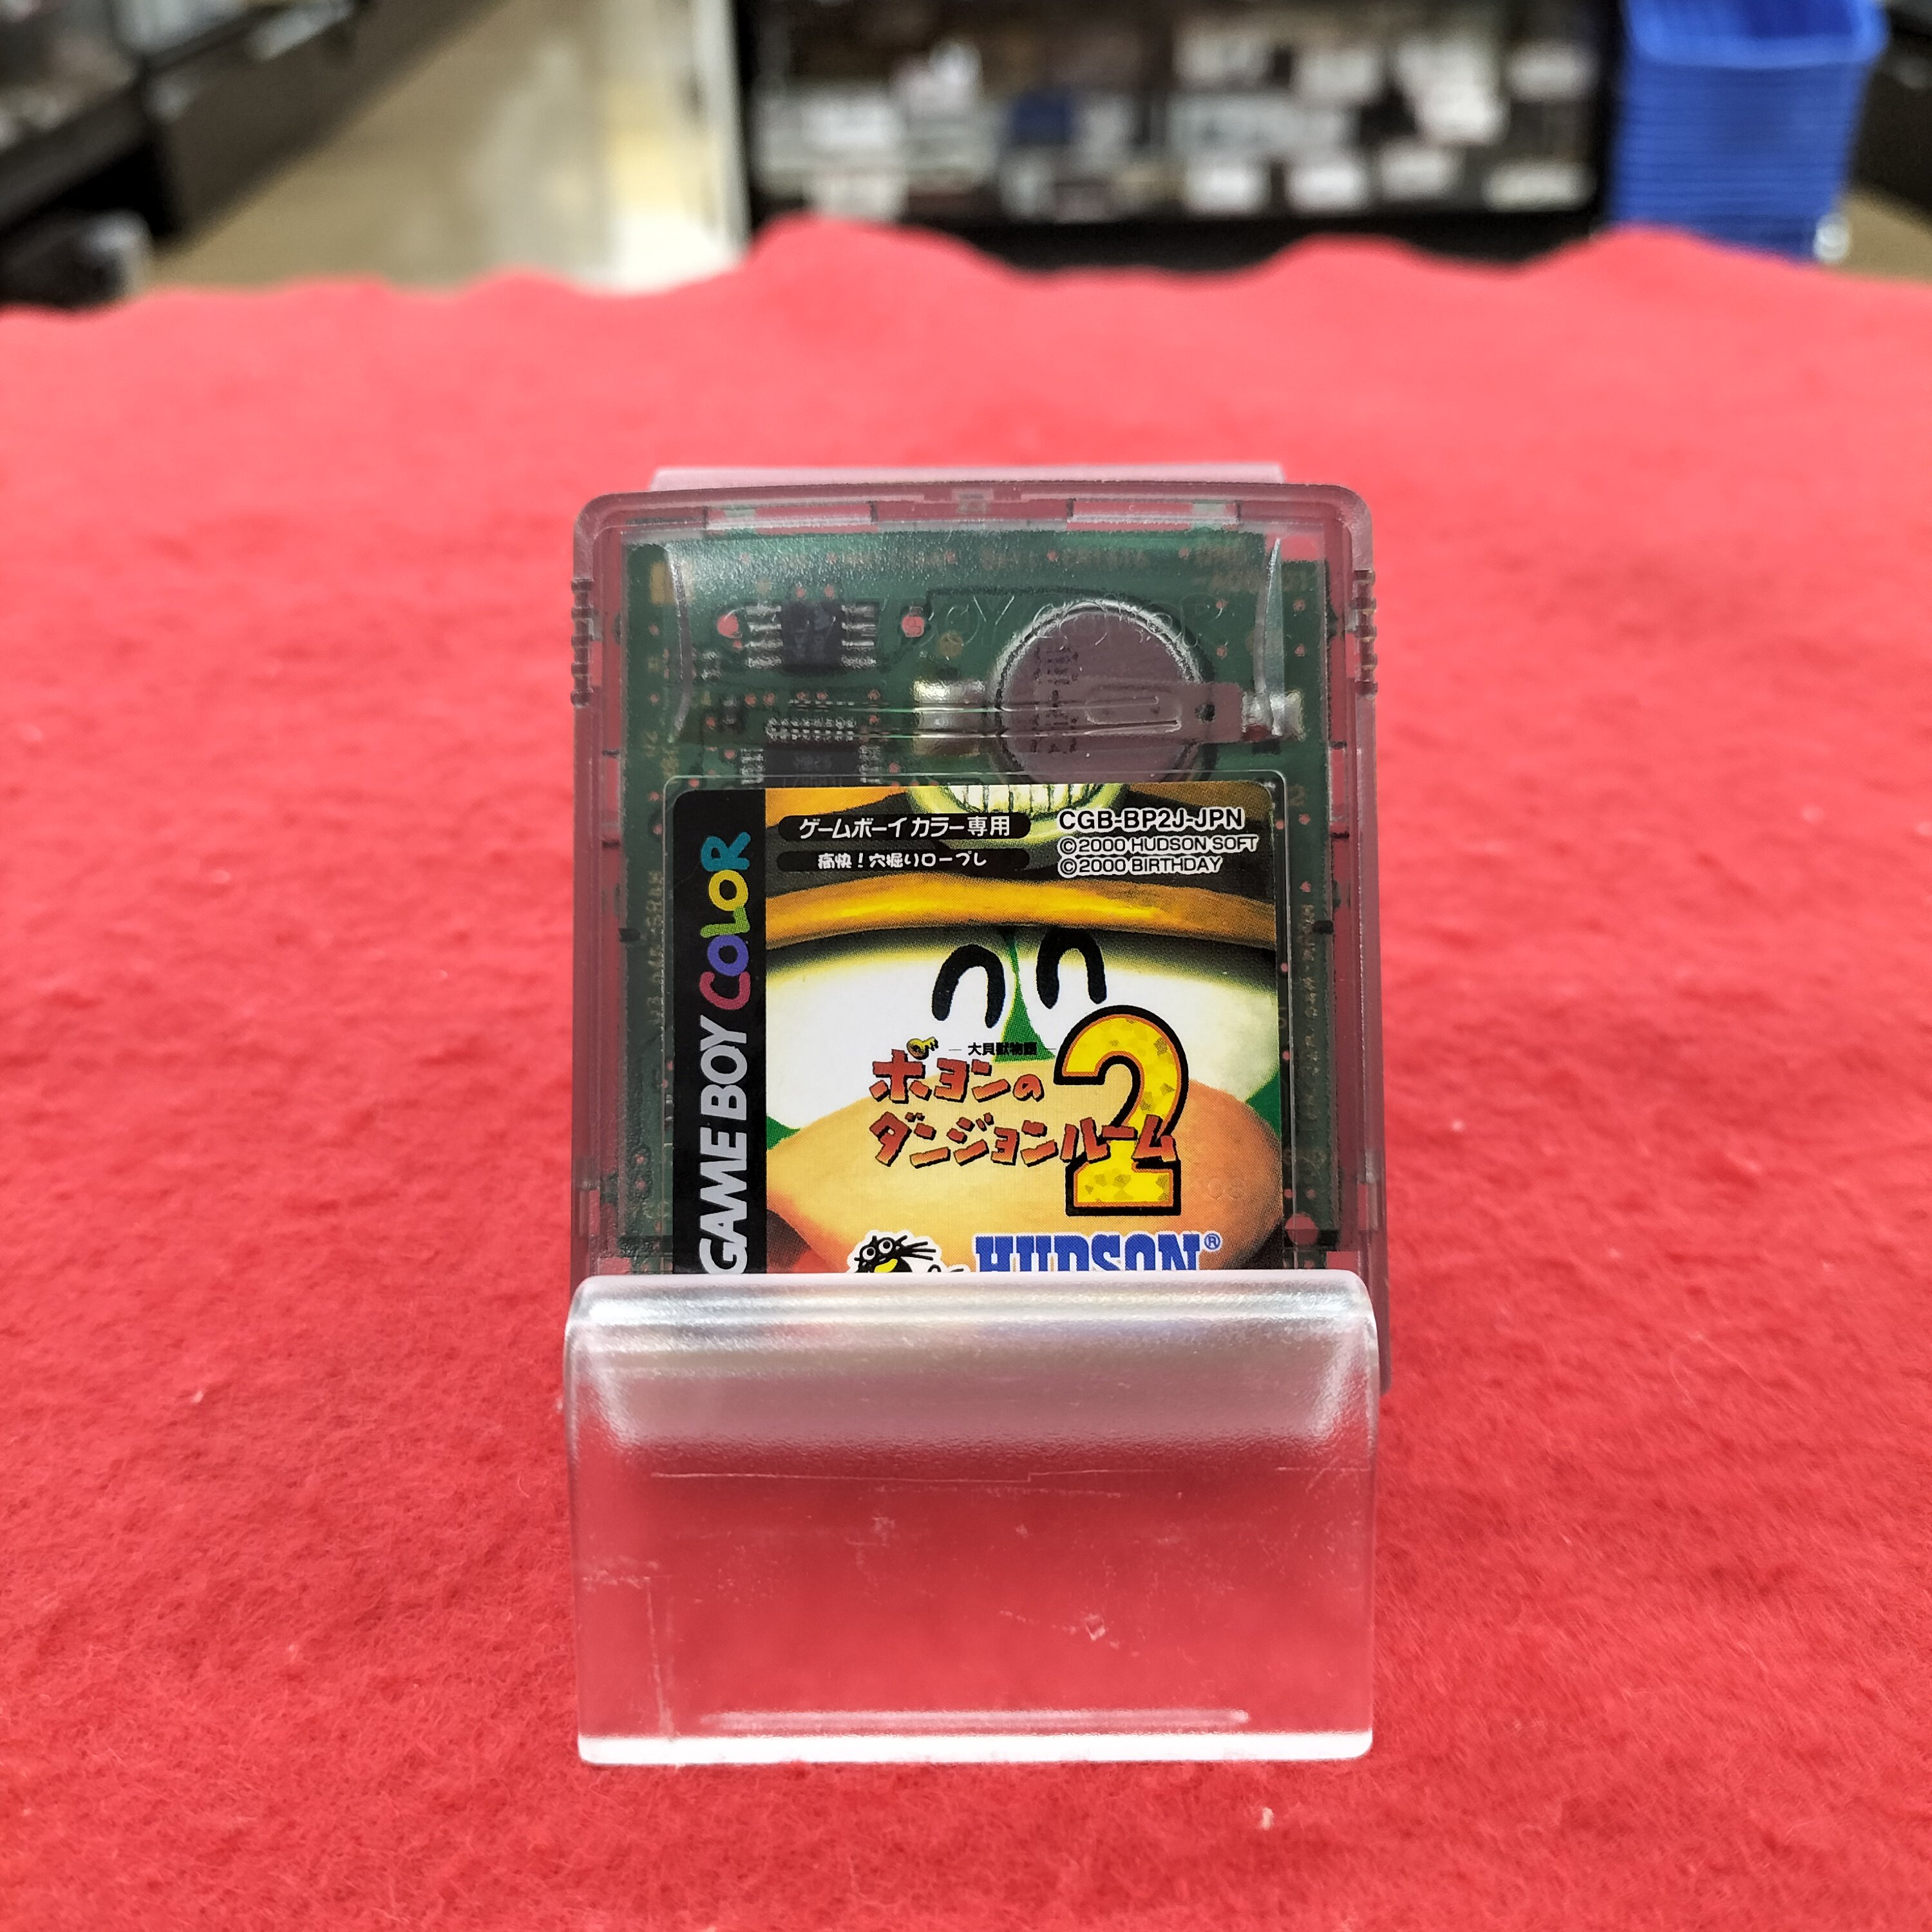 ゲームボーイカラー専用
痛快!穴掘りロープレ
CGB-BP2J-JPN
©2000 HUDSON SOFT
©2000 BIRTHDAY
GAME BOY COLOR
大貝獣物語
ポヨンの
ダンジョンルーム
2
HUDSON®